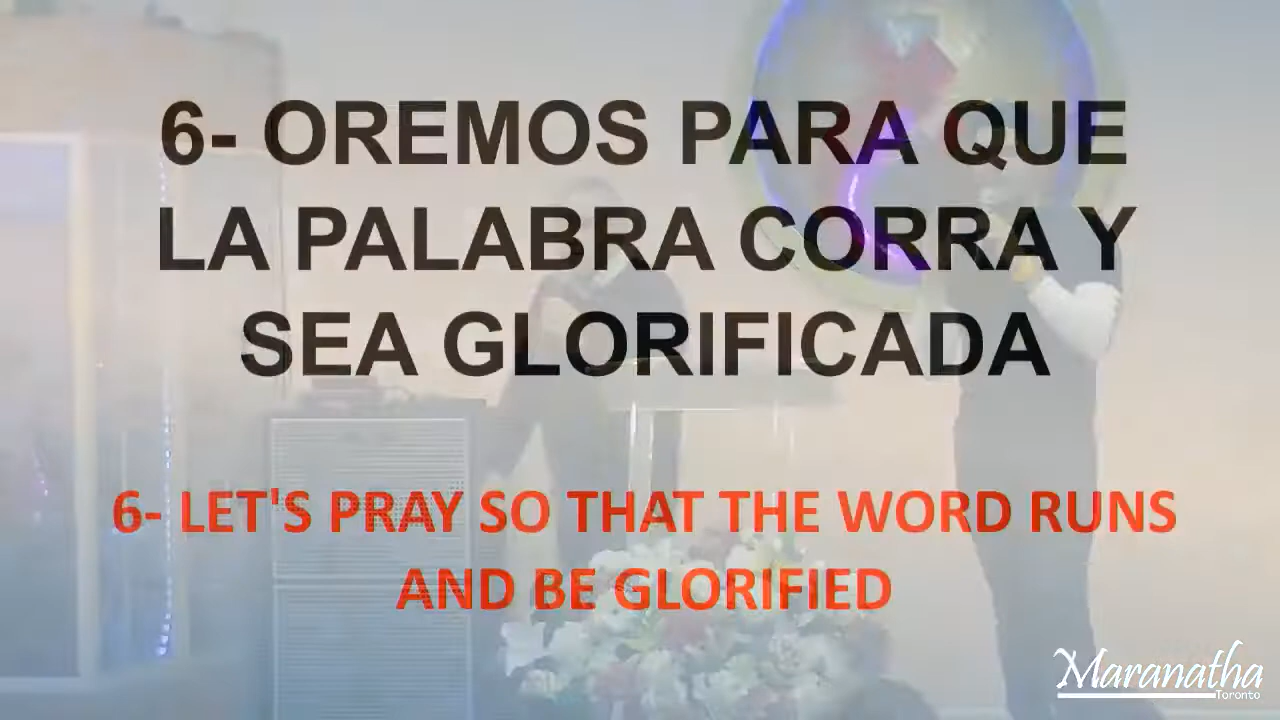 6- OREMOS PARA QUE
LA PALABRA CORRA Y
SEA GLORIFICADA
6- LET'S PRAY SO THAT THE WORD RUNS
AND BE GLORIFIED
Maranatha
Toronto